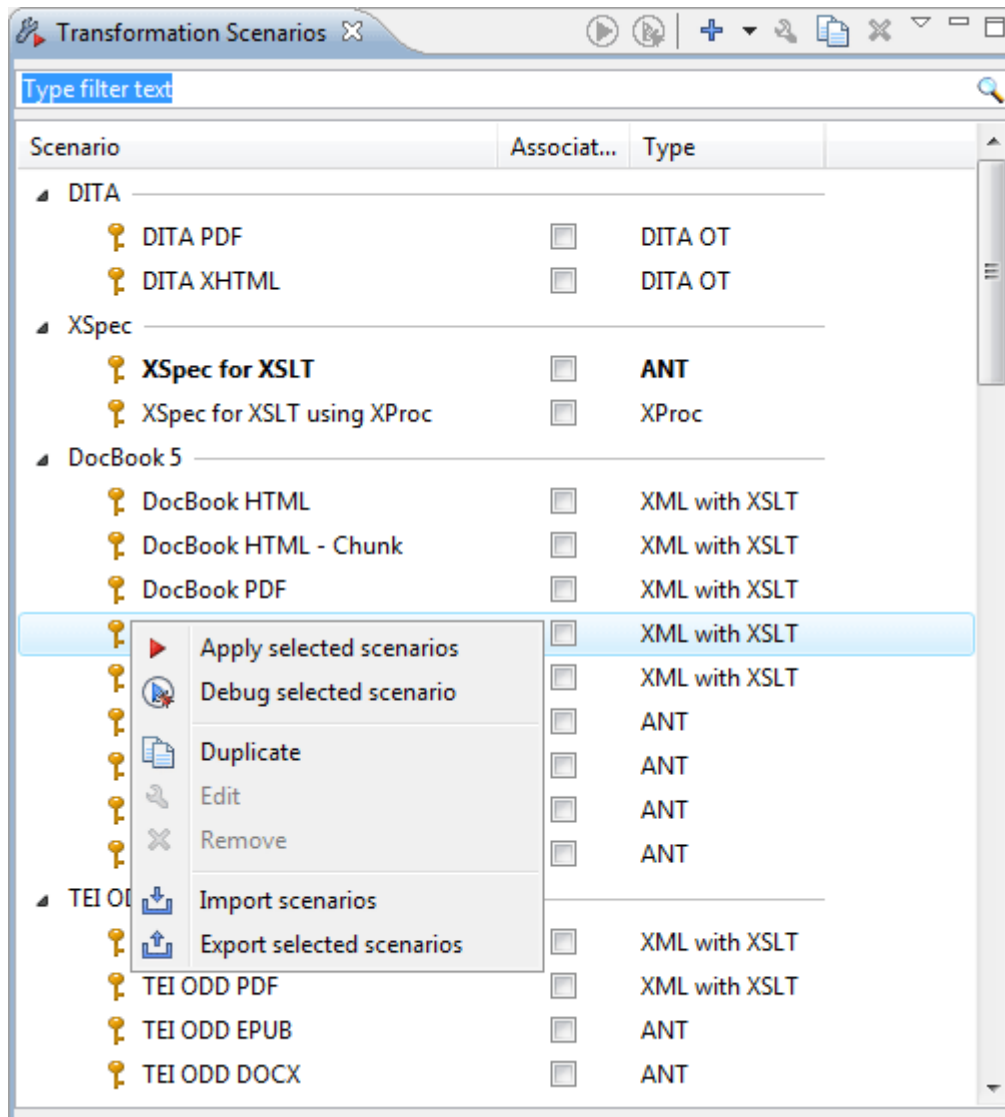 Transformation Scenarios
Type filter text
Scenario Associat... Type
DITA
DITA PDF DITA OT
DITA XHTML DITA OT
XSpec
XSpec for XSLT ANT
XSpec for XSLT using XProc XProc
DocBook 5
DocBook HTML XML with XSLT
DocBook HTML - Chunk XML with XSLT
DocBook PDF XML with XSLT
XML with XSLT
Apply selected scenarios
XML with XSLT
Debug selected scenario
ANT
Duplicate
ANT
Edit
ANT
Remove
ANT
TEI OD
Import scenarios
Export selected scenarios XML with XSLT
TEI ODD PDF XML with XSLT
TEI ODD EPUB ANT
TEI ODD DOCX ANT